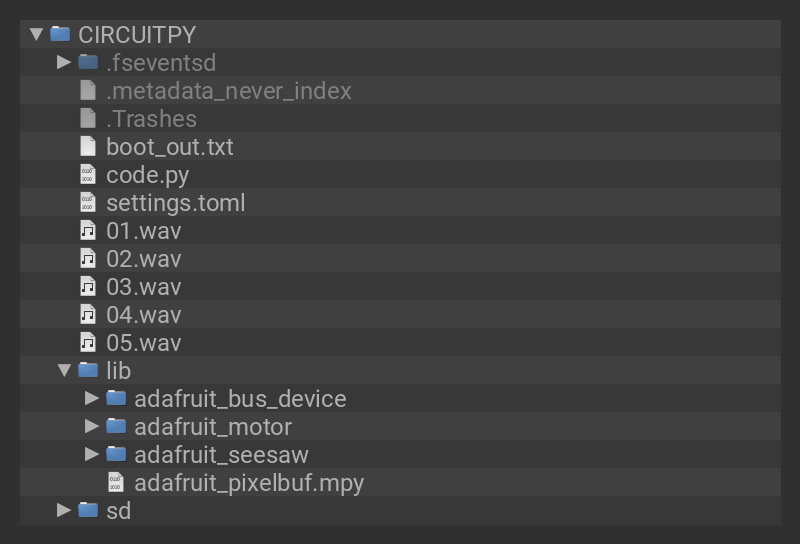 CIRCUITPY
.fseventsd
.metadata_never_index
.Trashes
boot_out.txt
code.py
settings.toml
01.wav
02.wav
03.wav
04.wav
05.wav
lib
adafruit_bus_device
adafruit_motor
adafruit_seesaw
adafruit_pixelbuf.mpy
sd